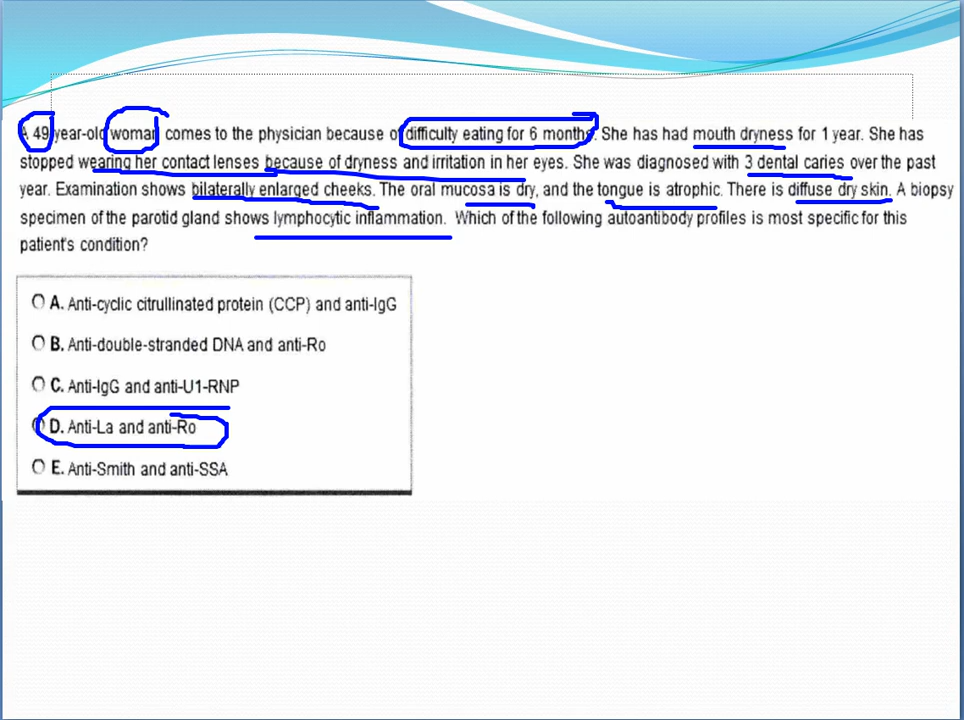 A 49 year-old woman comes to the physician because of difficulty eating for 6 months. She has had mouth dryness for 1 year. She has
stopped wearing her contact lenses because of dryness and irritation in her eyes. She was diagnosed with 3 dental caries over the past
year. Examination shows bilaterally enlarged cheeks. The oral mucosa is dry, and the tongue is atrophic. There is diffuse dry skin. A biopsy
specimen of the parotid gland shows lymphocytic inflammation. Which of the following autoantibody profiles is most specific for this
patient's condition?
A. Anti-cyclic citrullinated protein (CCP) and anti-IgG
B. Anti-double-stranded DNA and anti-Ro
C. Anti-IgG and anti-U1-RNP
D. Anti-La and anti-Ro
E. Anti-Smith and anti-SSA